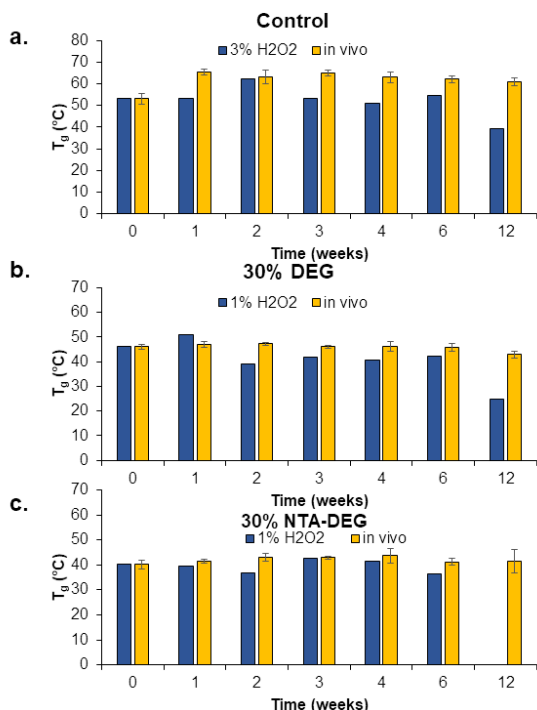 Control
a.
3% H2O2 in vivo
80
70
60
50
40
30
20
10
0
Tg (°C)
0 1 2 3 4 6 12
Time (weeks)
b.
30% DEG
1% H2O2 in vivo
70
60
50
40
30
20
10
0
Tg (°C)
0 1 2 3 4 6 12
Time (weeks)
c.
30% NTA-DEG
1% H2O2 in vivo
70
60
50
40
30
20
10
0
Tg (°C)
0 1 2 3 4 6 12
Time (weeks)